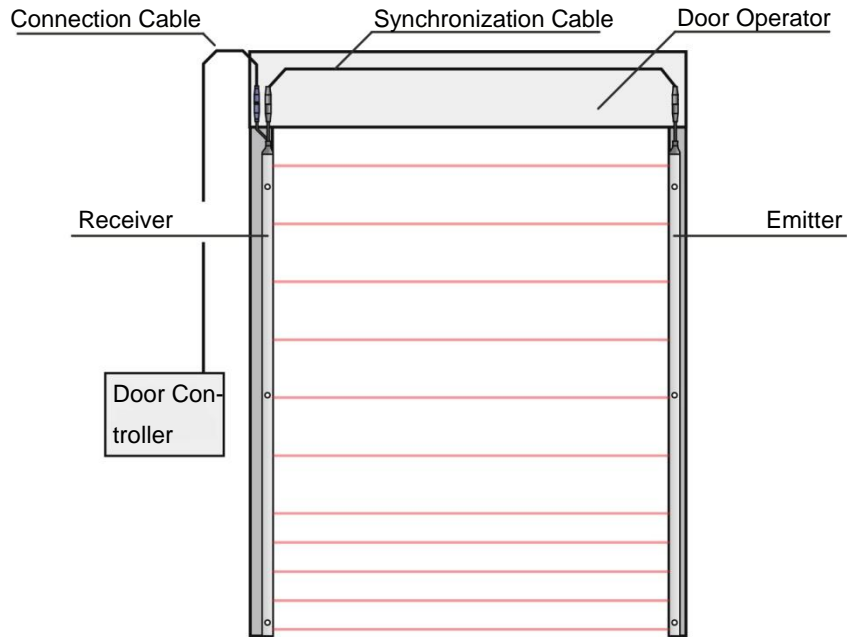 Connection Cable
Synchronization Cable
Door Operator
Receiver
Emitter
Door Con-
troller